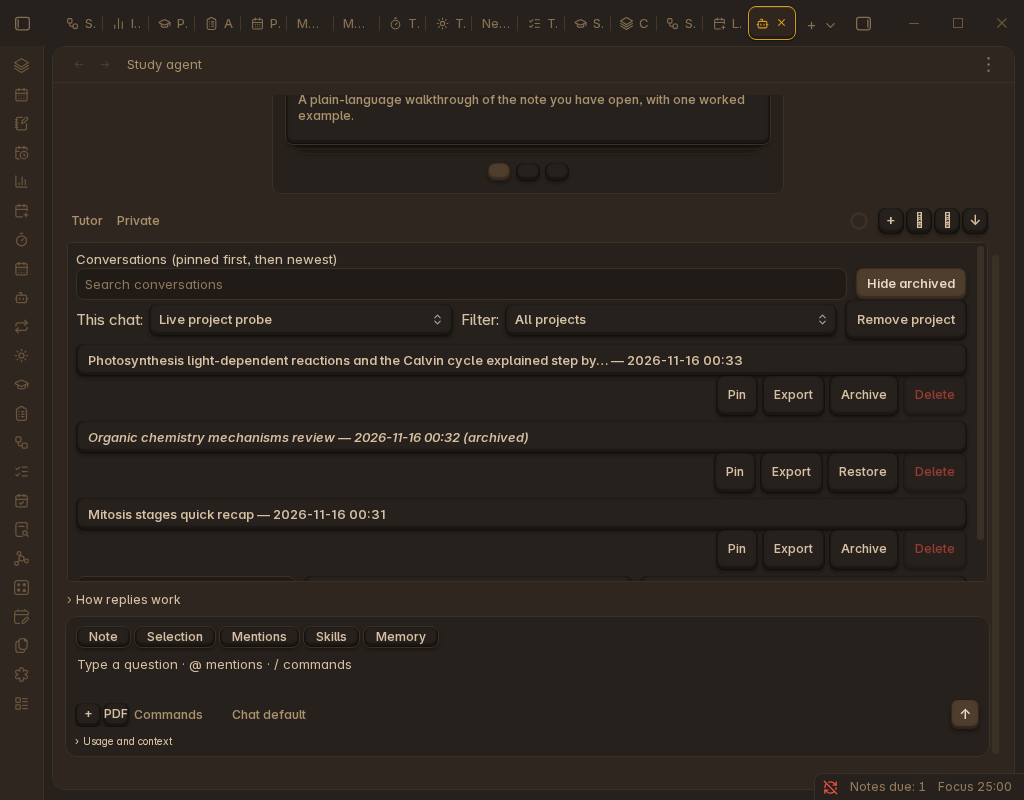 S.
I..
P.
A
P.
M...
M...
T.
T.
Ne...
T.
S.
C
S.
L.
Study agent
A plain-language walkthrough of the note you have open, with one worked
example.
Tutor Private
Conversations (pinned first, then newest)
Search conversations
Hide archived
This chat: Live project probe Filter: All projects Remove project
Photosynthesis light-dependent reactions and the Calvin cycle explained step by… — 2026-11-16 00:33
Pin Export Archive Delete
Organic chemistry mechanisms review — 2026-11-16 00:32 (archived)
Pin Export Restore Delete
Mitosis stages quick recap — 2026-11-16 00:31
Pin Export Archive Delete
› How replies work
Note Selection Mentions Skills Memory
Type a question · @ mentions · / commands
+ PDF Commands Chat default
› Usage and context
Notes due: 1 Focus 25:00